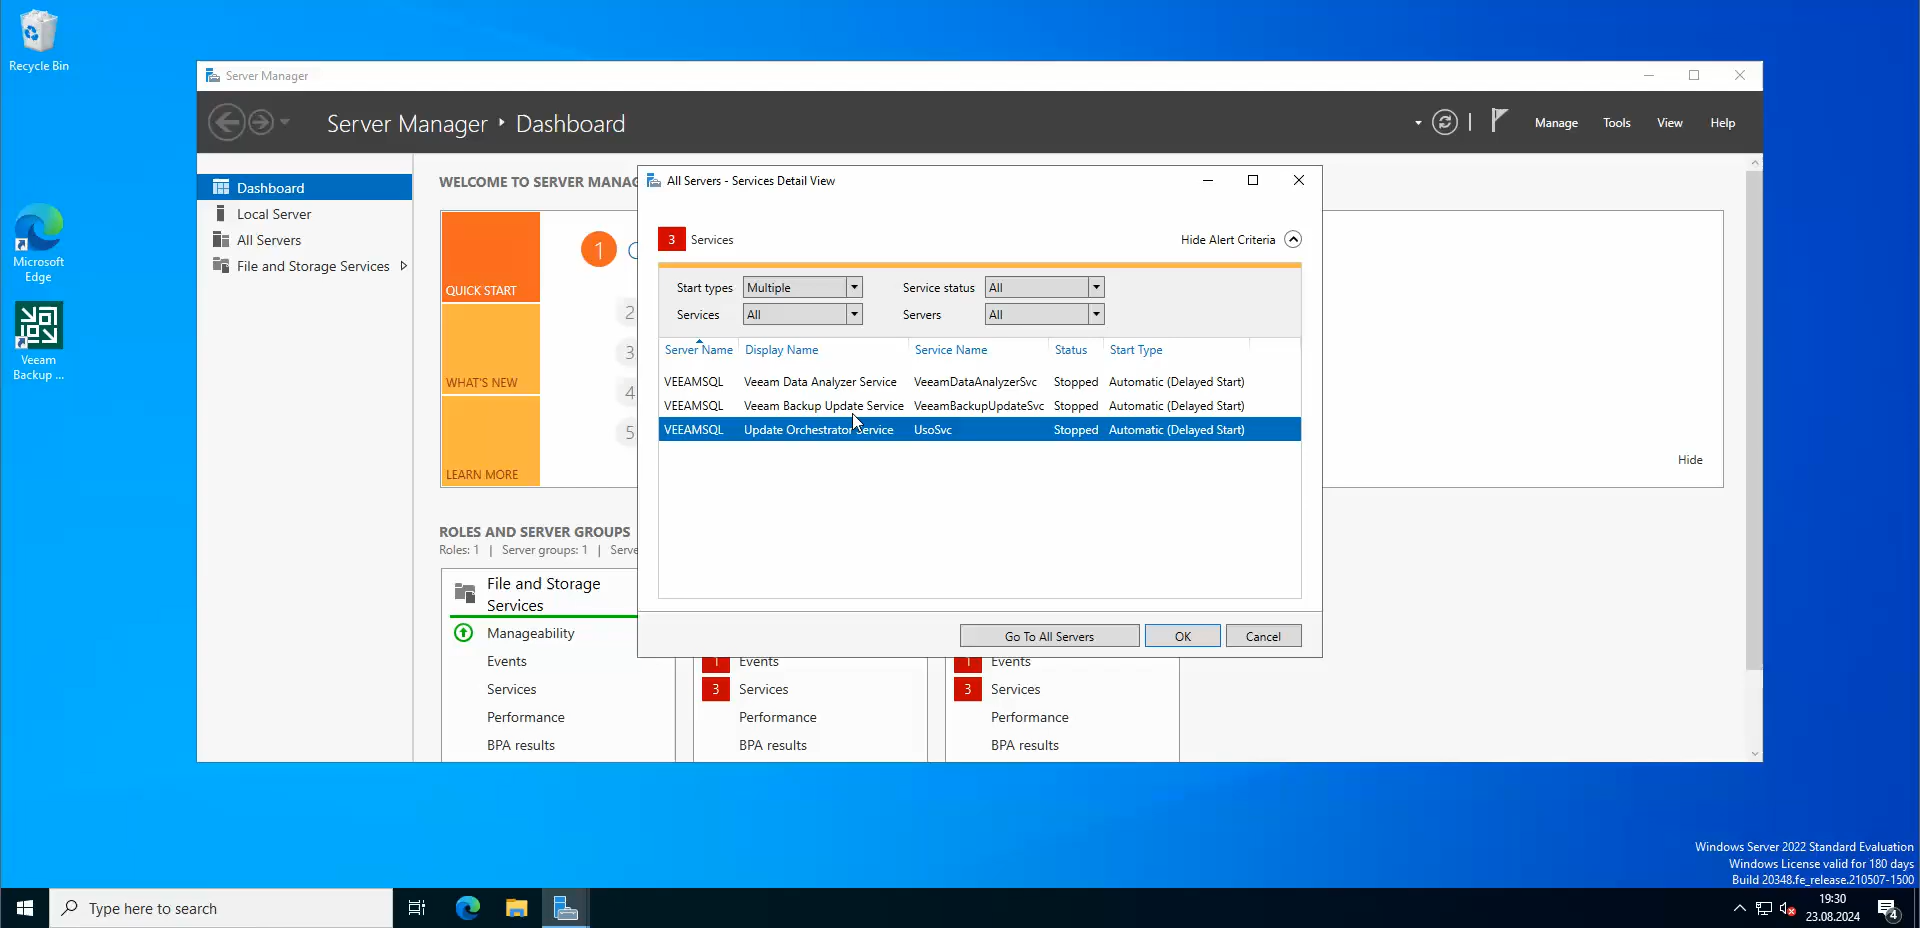 Recycle Bin
Microsoft
Edge
Veeam
Backup ...
Server Manager
Server Manager Dashboard
Manage Tools View Help
Dashboard
Local Server
All Servers
File and Storage Services
WELCOME TO SERVER MANAG
1
QUICK START
2
3
WHAT'S NEW
4
5
LEARN MORE
Hide
ROLES AND SERVER GROUPS
Roles: 1 | Server groups: 1 | Serve
File and Storage
Services
Manageability
Events
Services
Performance
BPA results
1 Events
3 Services
Performance
BPA results
1 Events
3 Services
Performance
BPA results
All Servers - Services Detail View
3 Services
Hide Alert Criteria
Start types Multiple Service status All
Services All Servers All
Server Name Display Name Service Name Status Start Type
VEEAMSQL Veeam Data Analyzer Service VeeamDataAnalyzerSvc Stopped Automatic (Delayed Start)
VEEAMSQL Veeam Backup Update Service VeeamBackupUpdateSvc Stopped Automatic (Delayed Start)
VEEAMSQL Update Orchestrator Service UsoSvc Stopped Automatic (Delayed Start)
Go To All Servers OK Cancel
Windows Server 2022 Standard Evaluation
Windows License valid for 180 days
Build 20348.fe_release.210507-1500
Type here to search
19:30
23.08.2024
4